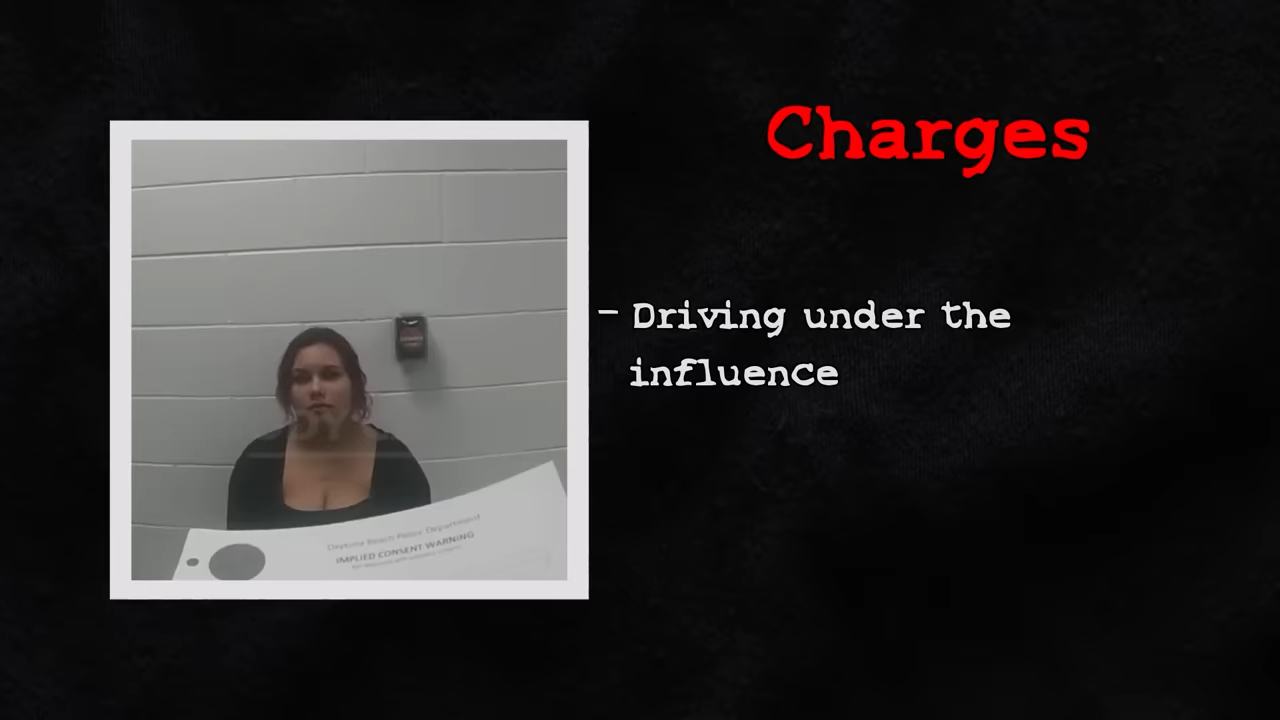 Charges
- Driving under the
influence
Daytona Beach Police Department
IMPLIED CONSENT WARNING